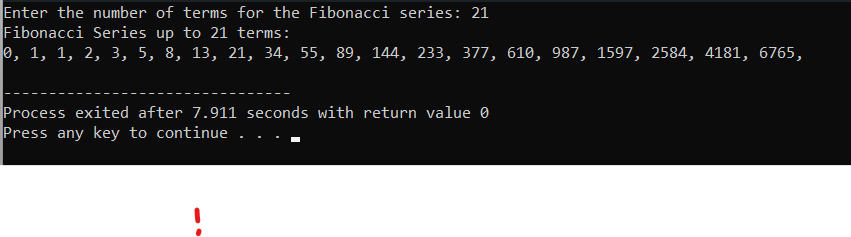 Enter the number of terms for the Fibonacci series: 21
Fibonacci Series up to 21 terms:
0, 1, 1, 2, 3, 5, 8, 13, 21, 34, 55, 89, 144, 233, 377, 610, 987, 1597, 2584, 4181, 6765,
--------------------------------
Process exited after 7.911 seconds with return value 0
Press any key to continue . . .
!